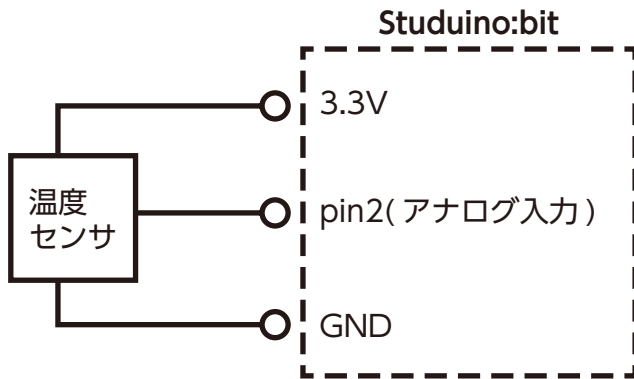 Studuino:bit
3.3V
温度
センサ
pin2( アナログ入力 )
GND